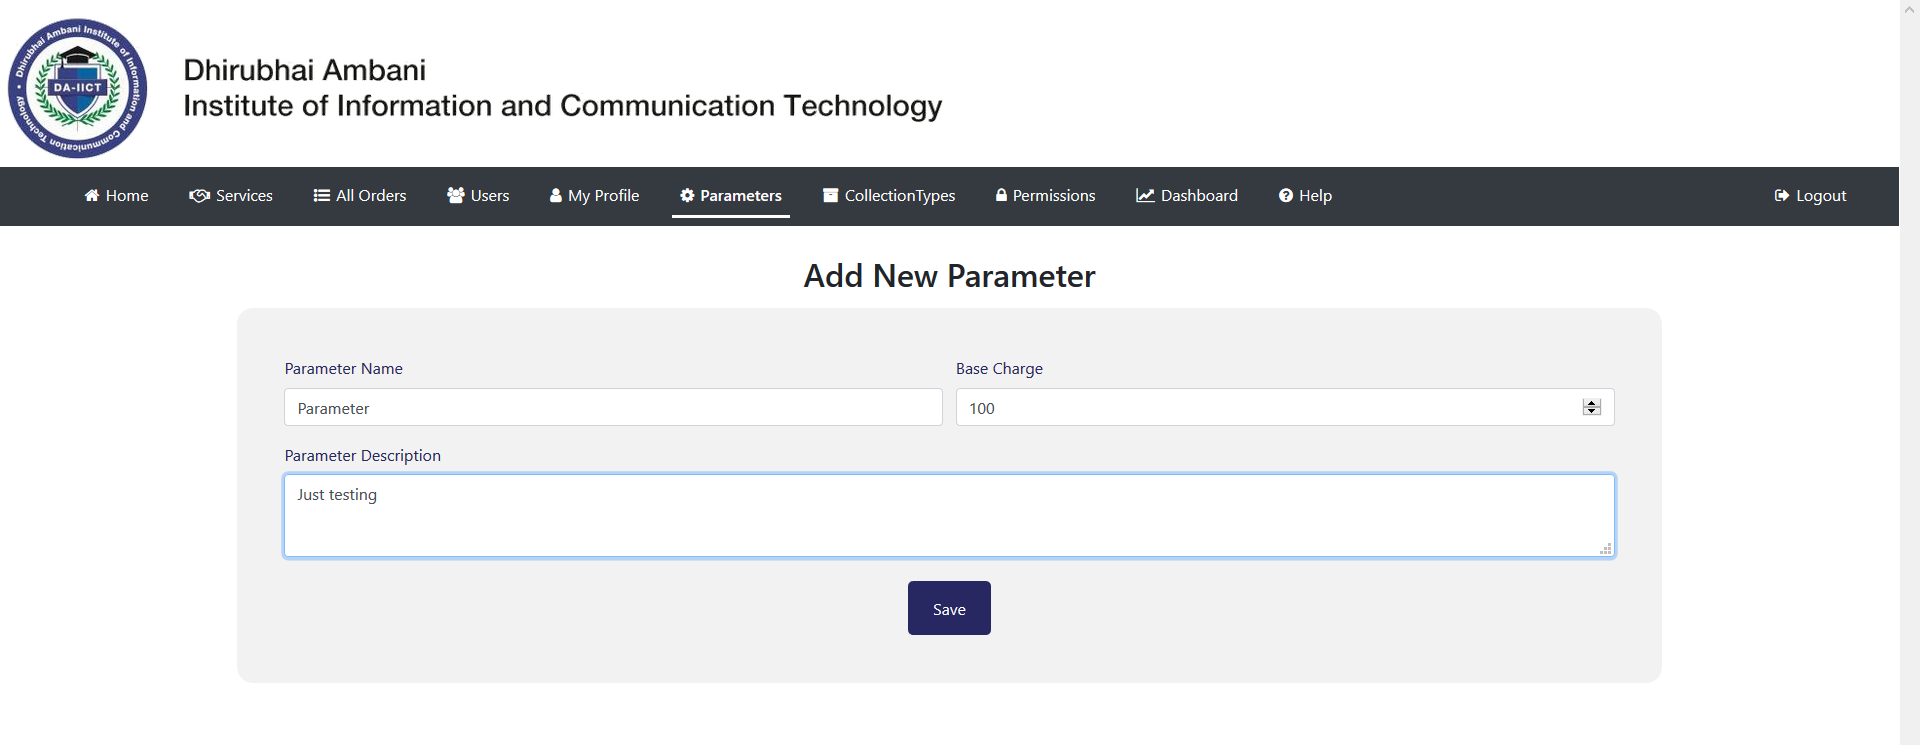 Dhirubhai Ambani Institute of Information and Communication Technology
DA-IICT
Dhirubhai Ambani
Institute of Information and Communication Technology
Home Services All Orders Users My Profile Parameters CollectionTypes Permissions Dashboard Help Logout
Add New Parameter
Parameter Name Base Charge
Parameter 100
Parameter Description
Just testing
Save